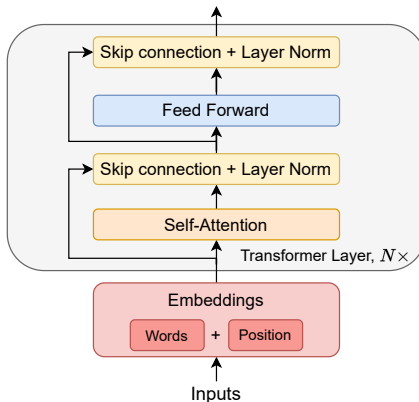 Skip connection + Layer Norm
Feed Forward
Skip connection + Layer Norm
Self-Attention
Transformer Layer, N×
Embeddings
Words + Position
Inputs